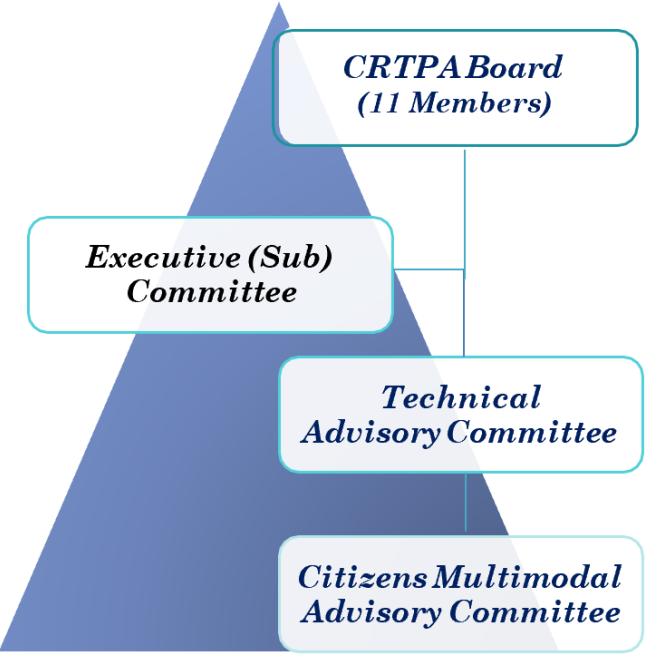 CRTPA Board
(11 Members)
Executive (Sub)
Committee
Technical
Advisory Committee
Citizens Multimodal
Advisory Committee